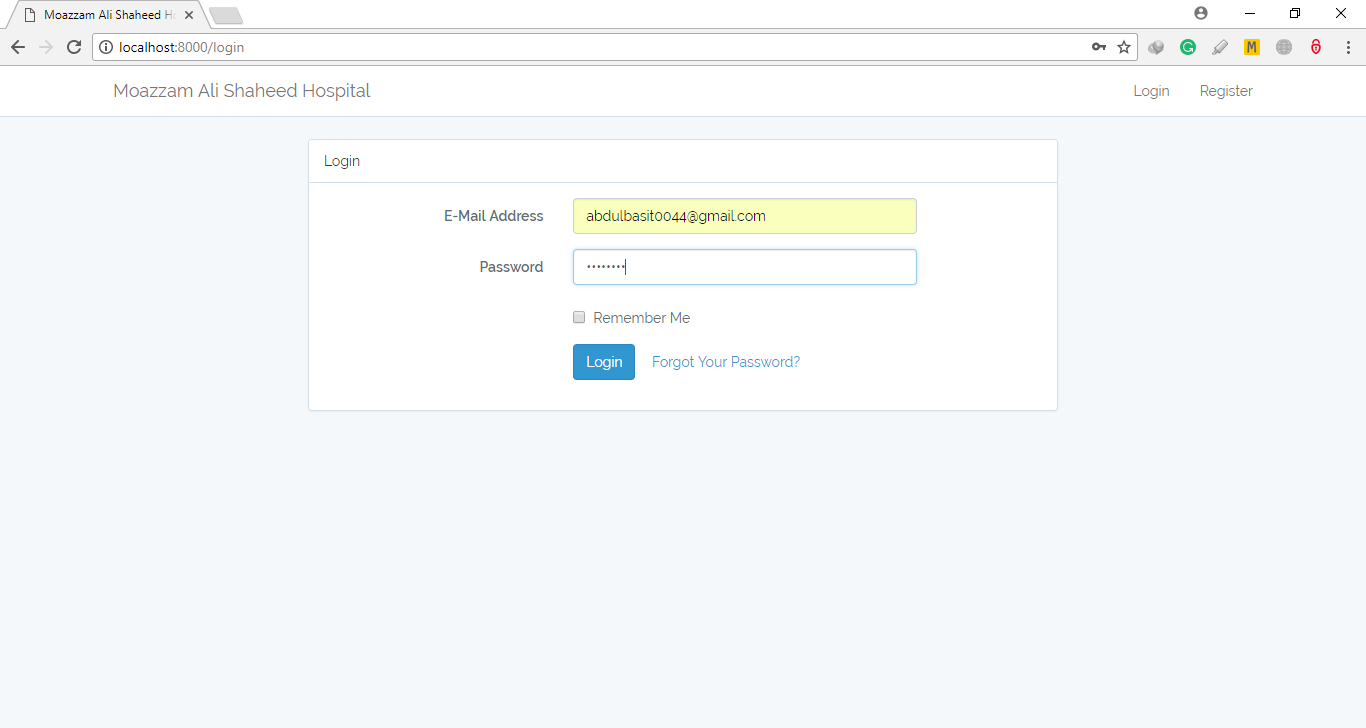 Moazzam Ali Shaheed Ho
localhost:8000/login
M
Moazzam Ali Shaheed Hospital
Login
Register
Login
E-Mail Address
abdulbasit0044@gmail.com
Password
••••••••
Remember Me
Login
Forgot Your Password?